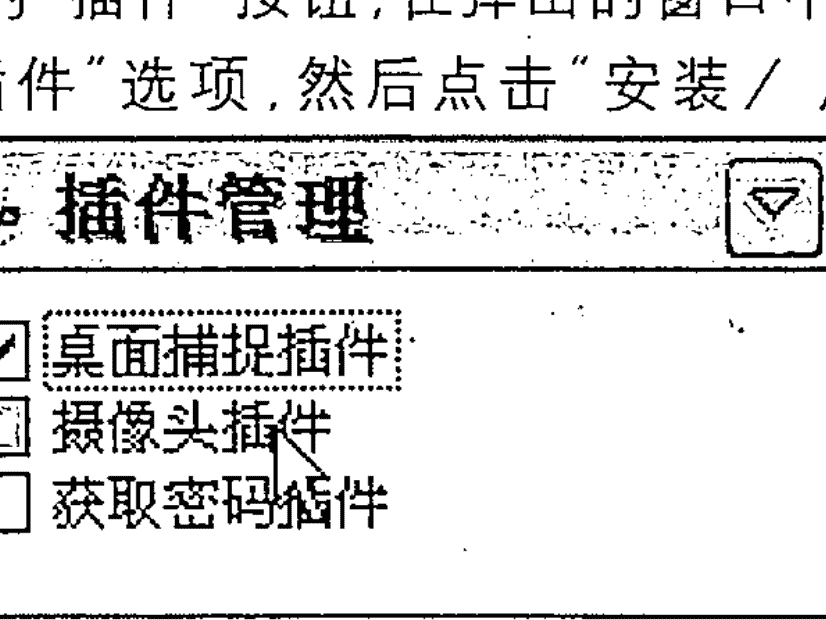 插件”按钮,在弹出的窗口
件”选项,然后点击“安装/
插件管理
桌面捕捉插件
摄像头插件
获取密码插件